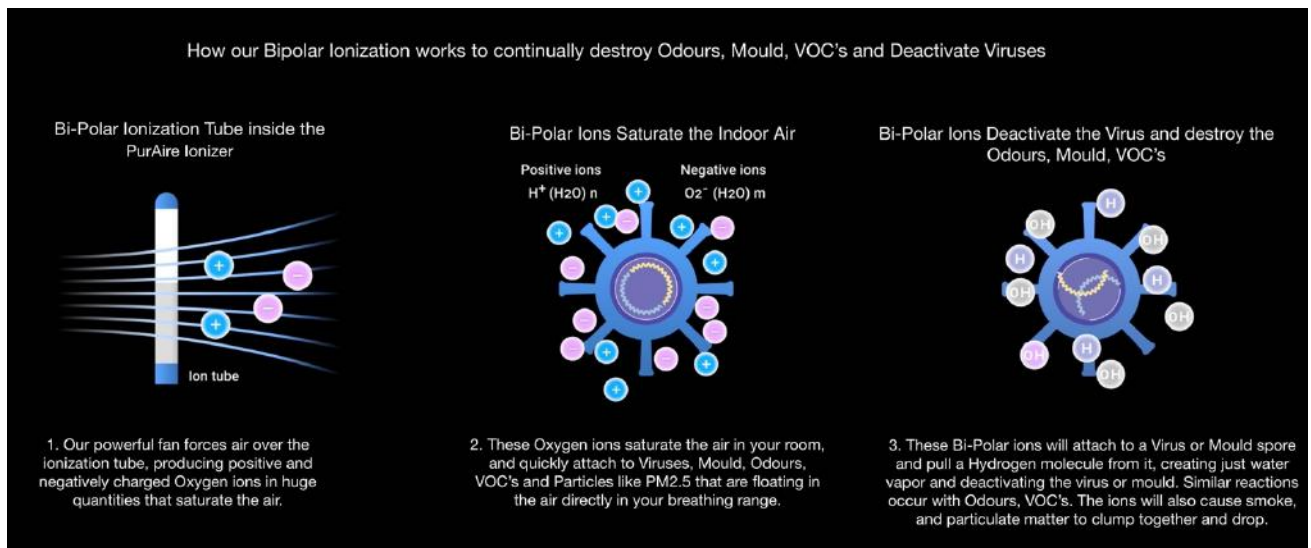 How our Bipolar Ionization works to continually destroy Odours, Mould, VOC's and Deactivate Viruses
Bi-Polar Ionization Tube inside the
PurAire Ionizer
+
−
−
+
Ion tube
1. Our powerful fan forces air over the
ionization tube, producing positive and
negatively charged Oxygen ions in huge
quantities that saturate the air.
Bi-Polar Ions Saturate the Indoor Air
Positive ions
H⁺ (H2O) n
Negative ions
O2⁻ (H2O) m
+
+
−
+
−
+
−
+
−
−
−
−
+
+
+
2. These Oxygen ions saturate the air in your room,
and quickly attach to Viruses, Mould, Odours,
VOC's and Particles like PM2.5 that are floating in
the air directly in your breathing range.
Bi-Polar Ions Deactivate the Virus and destroy the
Odours, Mould, VOC's
H
OH
OH
H
H
OH
OH
OH
H
OH
3. These Bi-Polar ions will attach to a Virus or Mould spore
and pull a Hydrogen molecule from it, creating just water
vapor and deactivating the virus or mould. Similar reactions
occur with Odours, VOC's. The ions will also cause smoke,
and particulate matter to clump together and drop.